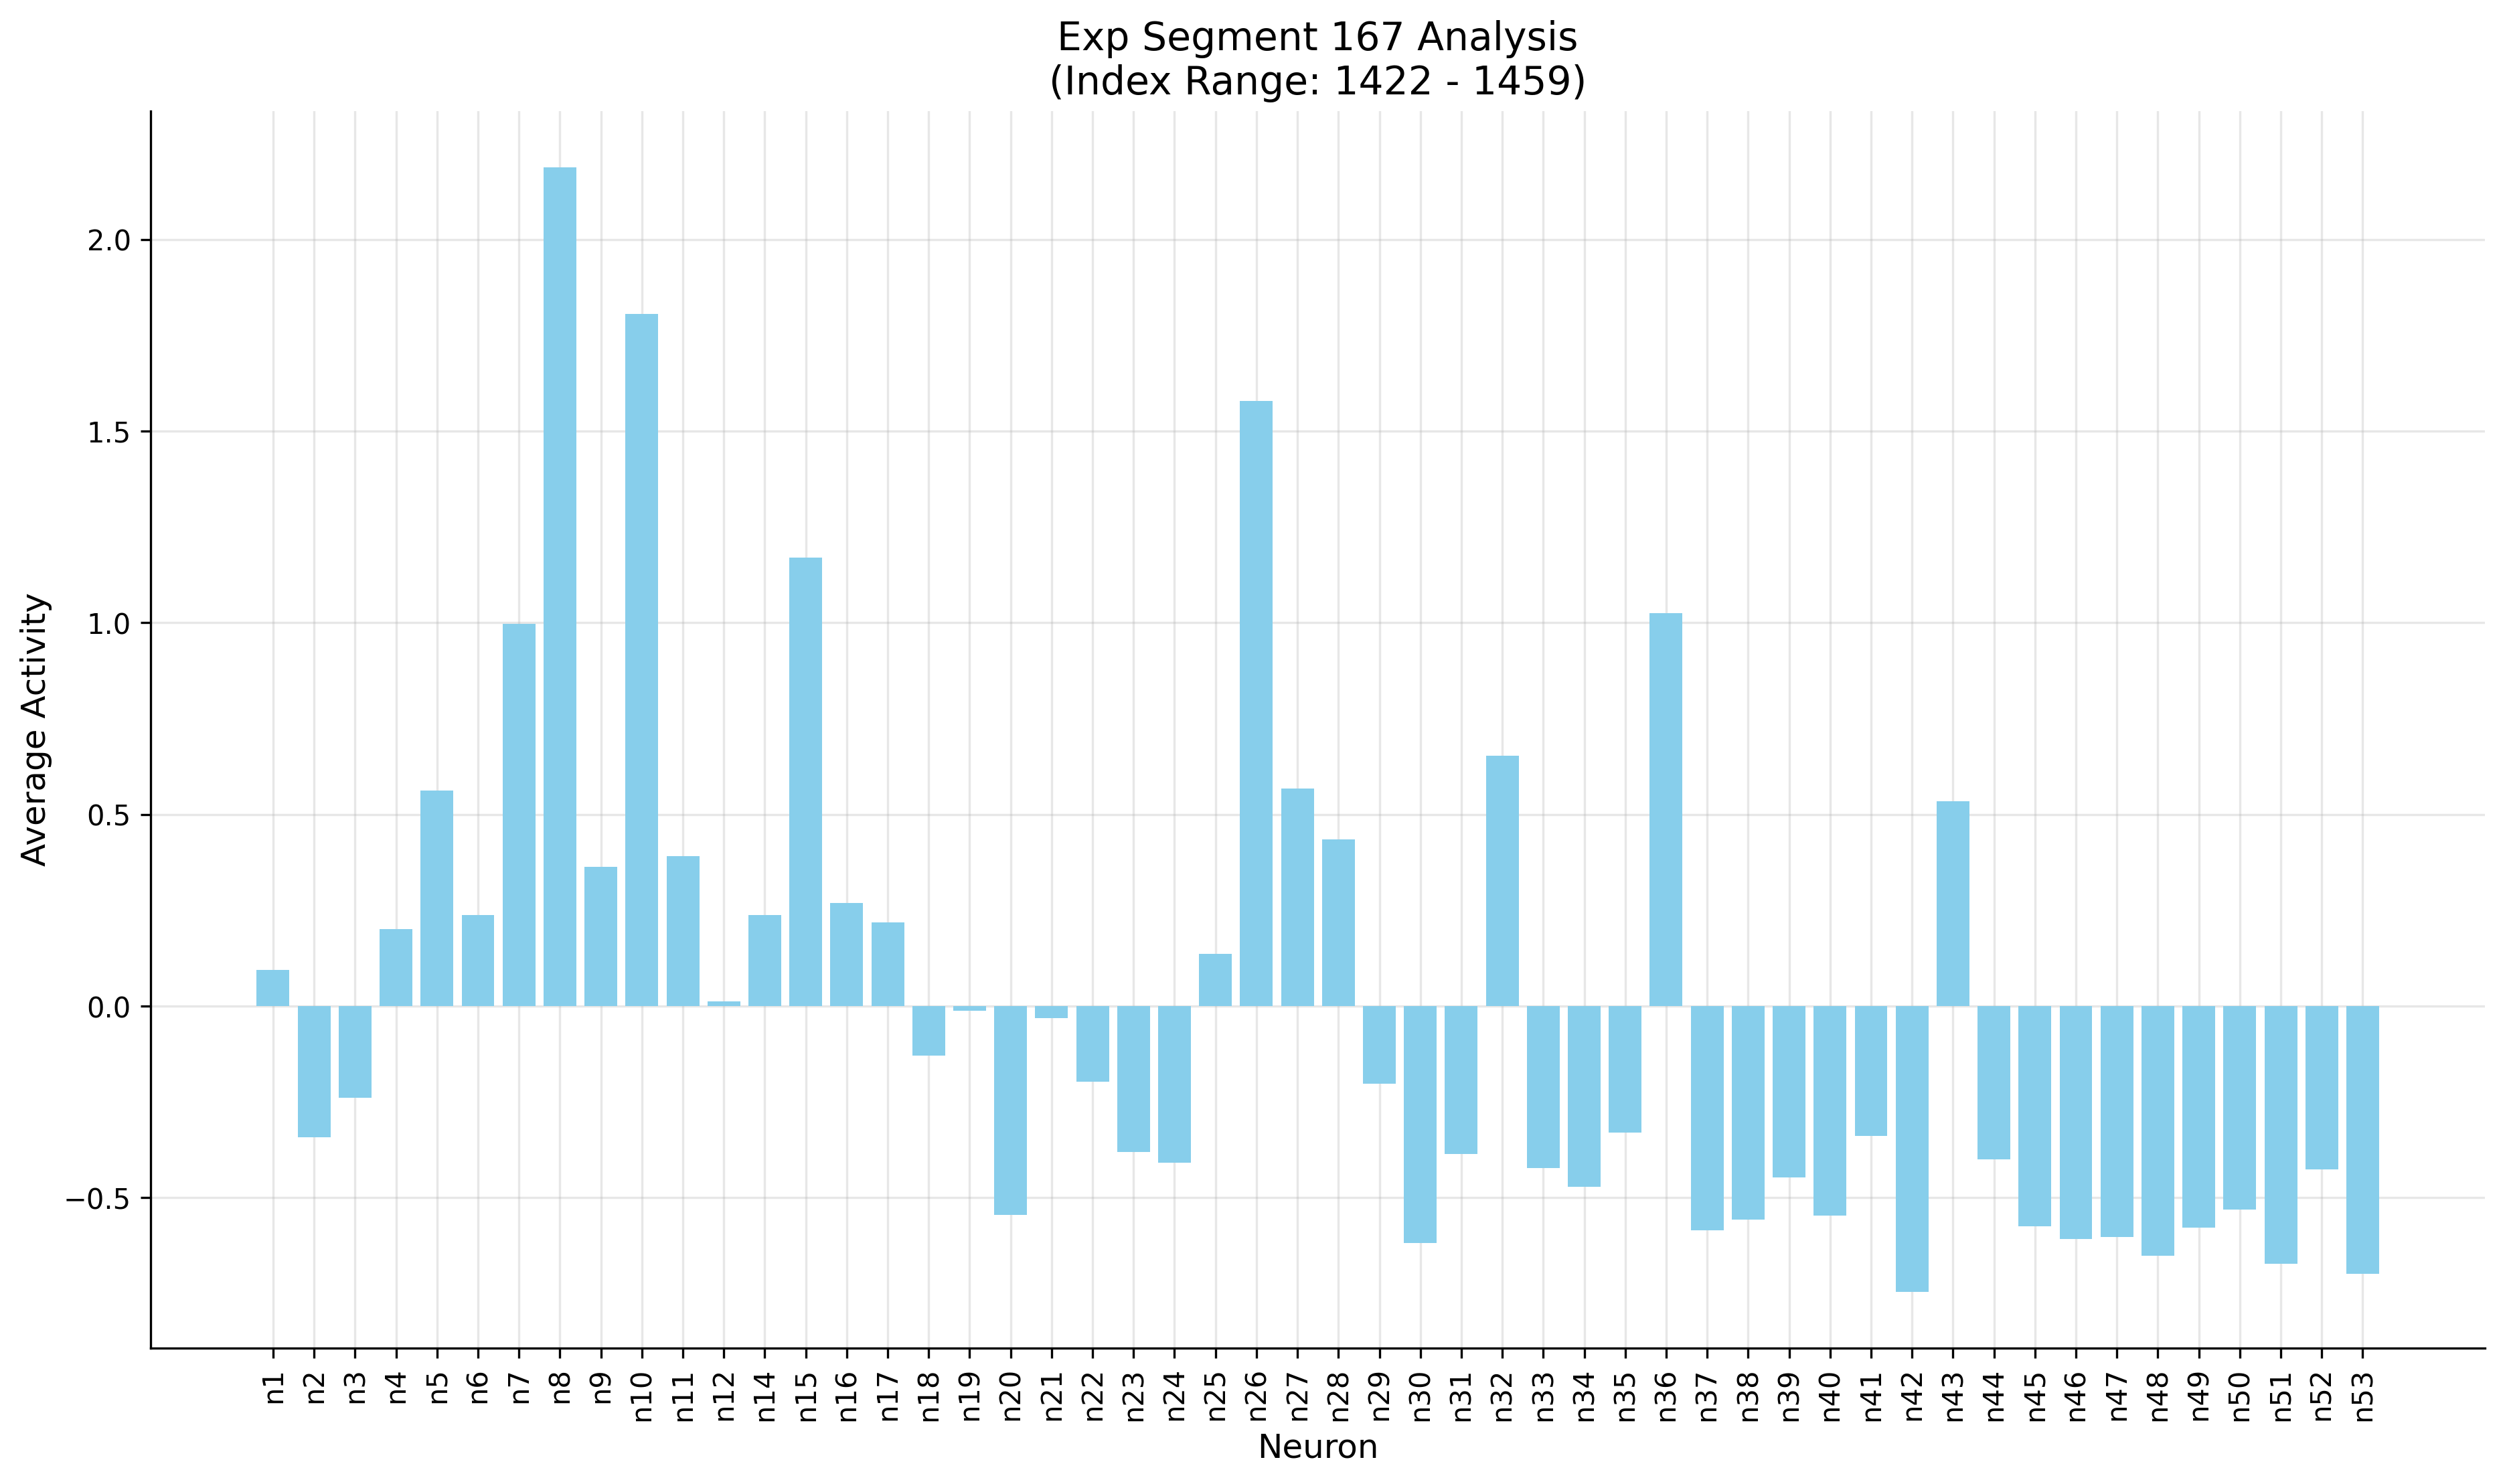 Exp Segment 167 Analysis
(Index Range: 1422 - 1459)
Average Activity
2.0
1.5
1.0
0.5
0.0
−0.5
n1 n2 n3 n4 n5 n6 n7 n8 n9 n10 n11 n12 n14 n15 n16 n17 n18 n19 n20 n21 n22 n23 n24 n25 n26 n27 n28 n29 n30 n31 n32 n33 n34 n35 n36 n37 n38 n39 n40 n41 n42 n43 n44 n45 n46 n47 n48 n49 n50 n51 n52 n53
Neuron